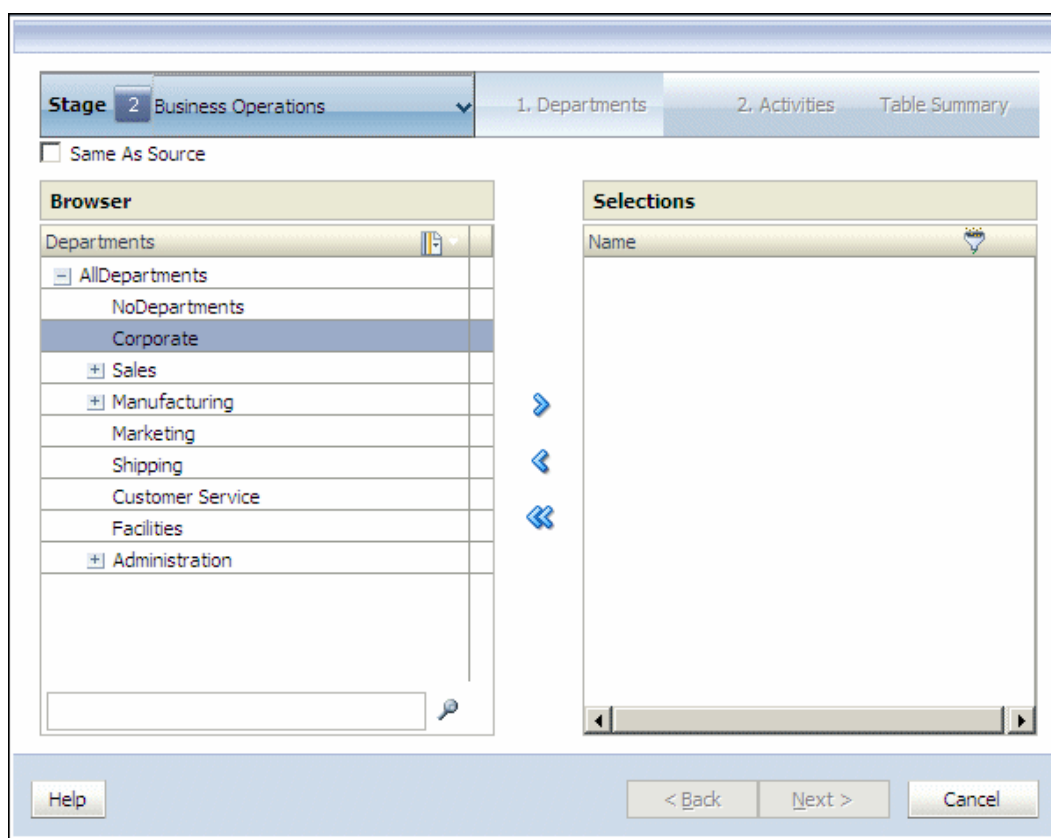 Stage 2 Business Operations 1. Departments 2. Activities Table Summary
Same As Source
Browser Selections
Departments Name
AllDepartments
NoDepartments
Corporate
Sales
Manufacturing
Marketing
Shipping
Customer Service
Facilities
Administration
Help < Back Next > Cancel